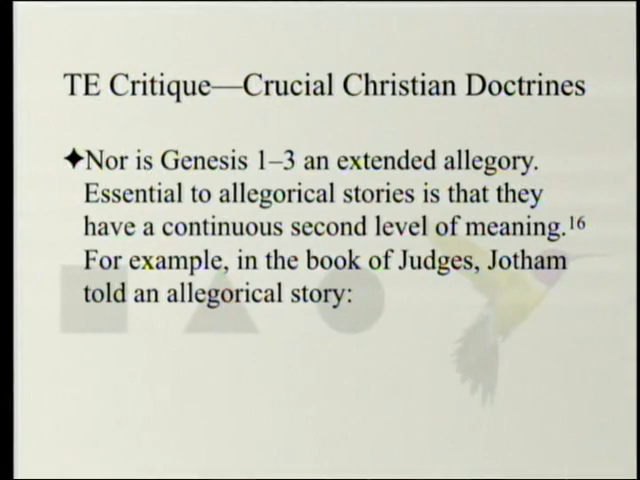 TE Critique—Crucial Christian Doctrines
✦Nor is Genesis 1–3 an extended allegory.
Essential to allegorical stories is that they
have a continuous second level of meaning.16
For example, in the book of Judges, Jotham
told an allegorical story: